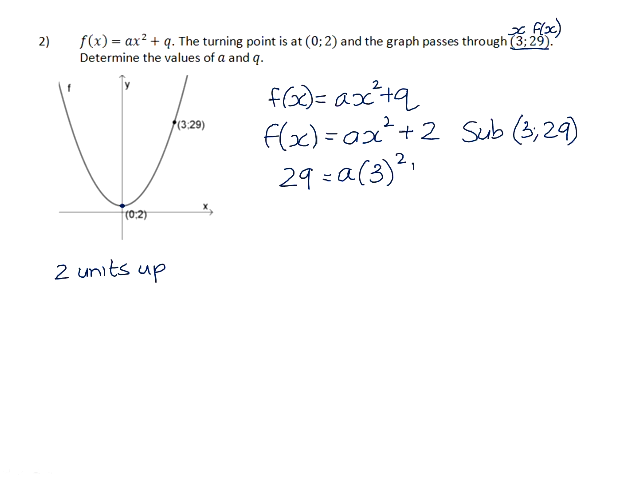 x f(x)
2) f(x) = ax² + q. The turning point is at (0; 2) and the graph passes through (3; 29).
Determine the values of a and q.
f
y
(3;29)
x
(0;2)
f(x) = ax² + q
f(x) = ax² + 2 Sub (3; 29)
29 = a(3)²
2 units up